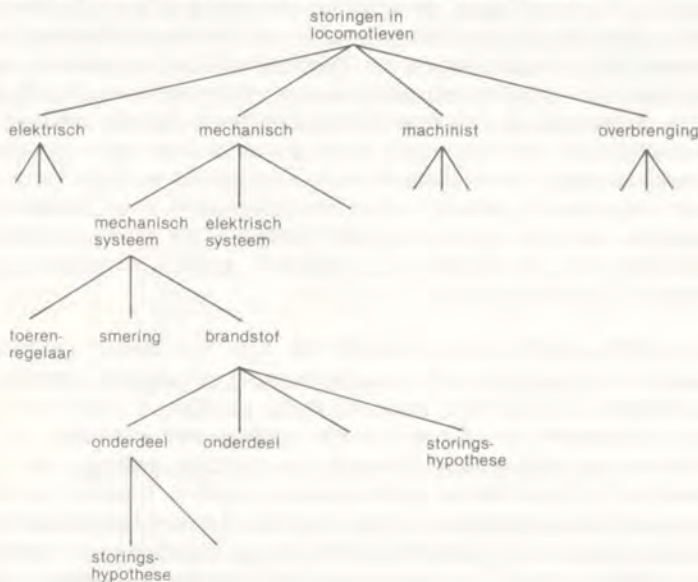 storingen in
locomotieven
elektrisch
mechanisch
machinist
overbrenging
mechanisch
systeem
elektrisch
systeem
toeren-
regelaar
smering
brandstof
onderdeel
onderdeel
storings-
hypothese
storings-
hypothese